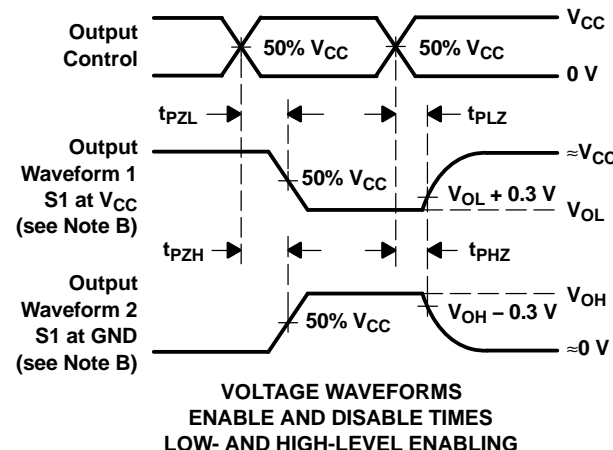 Output
Control
50% VCC
50% VCC
VCC
0 V
tPZL
tPLZ
Output
Waveform 1
S1 at VCC
(see Note B)
50% VCC
≈VCC
VOL + 0.3 V
VOL
tPZH
tPHZ
Output
Waveform 2
S1 at GND
(see Note B)
50% VCC
VOH
VOH − 0.3 V
≈0 V
VOLTAGE WAVEFORMS
ENABLE AND DISABLE TIMES
LOW- AND HIGH-LEVEL ENABLING